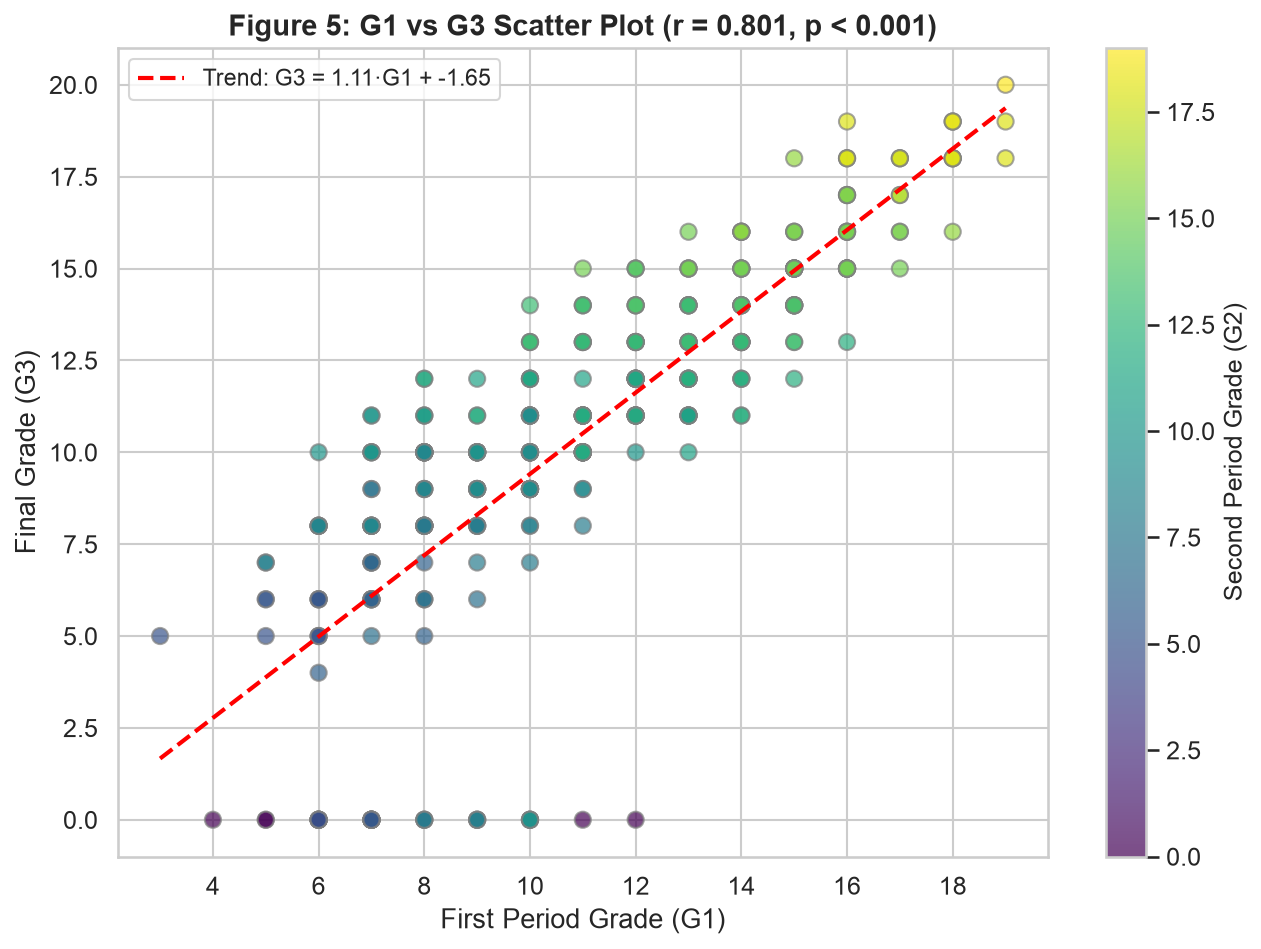 Figure 5: G1 vs G3 Scatter Plot (r = 0.801, p < 0.001)
Trend: G3 = 1.11·G1 + -1.65
Final Grade (G3)
20.0
17.5
15.0
12.5
10.0
7.5
5.0
2.5
0.0
4 6 8 10 12 14 16 18
First Period Grade (G1)
17.5
15.0
12.5
10.0
7.5
5.0
2.5
0.0
Second Period Grade (G2)